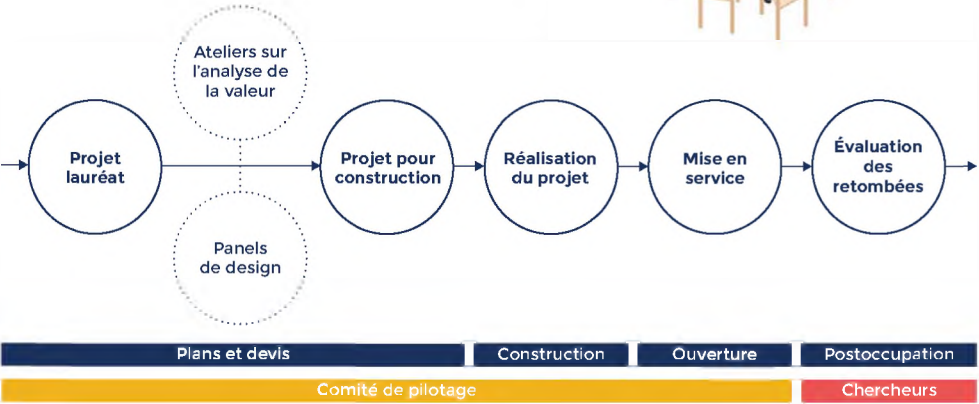 Ateliers sur
l'analyse de
la valeur
Projet
lauréat
Projet pour
construction
Réalisation
du projet
Mise en
service
Évaluation
des
retombées
Panels
de design
Plans et devis
Construction
Ouverture
Postoccupation
Comité de pilotage
Chercheurs